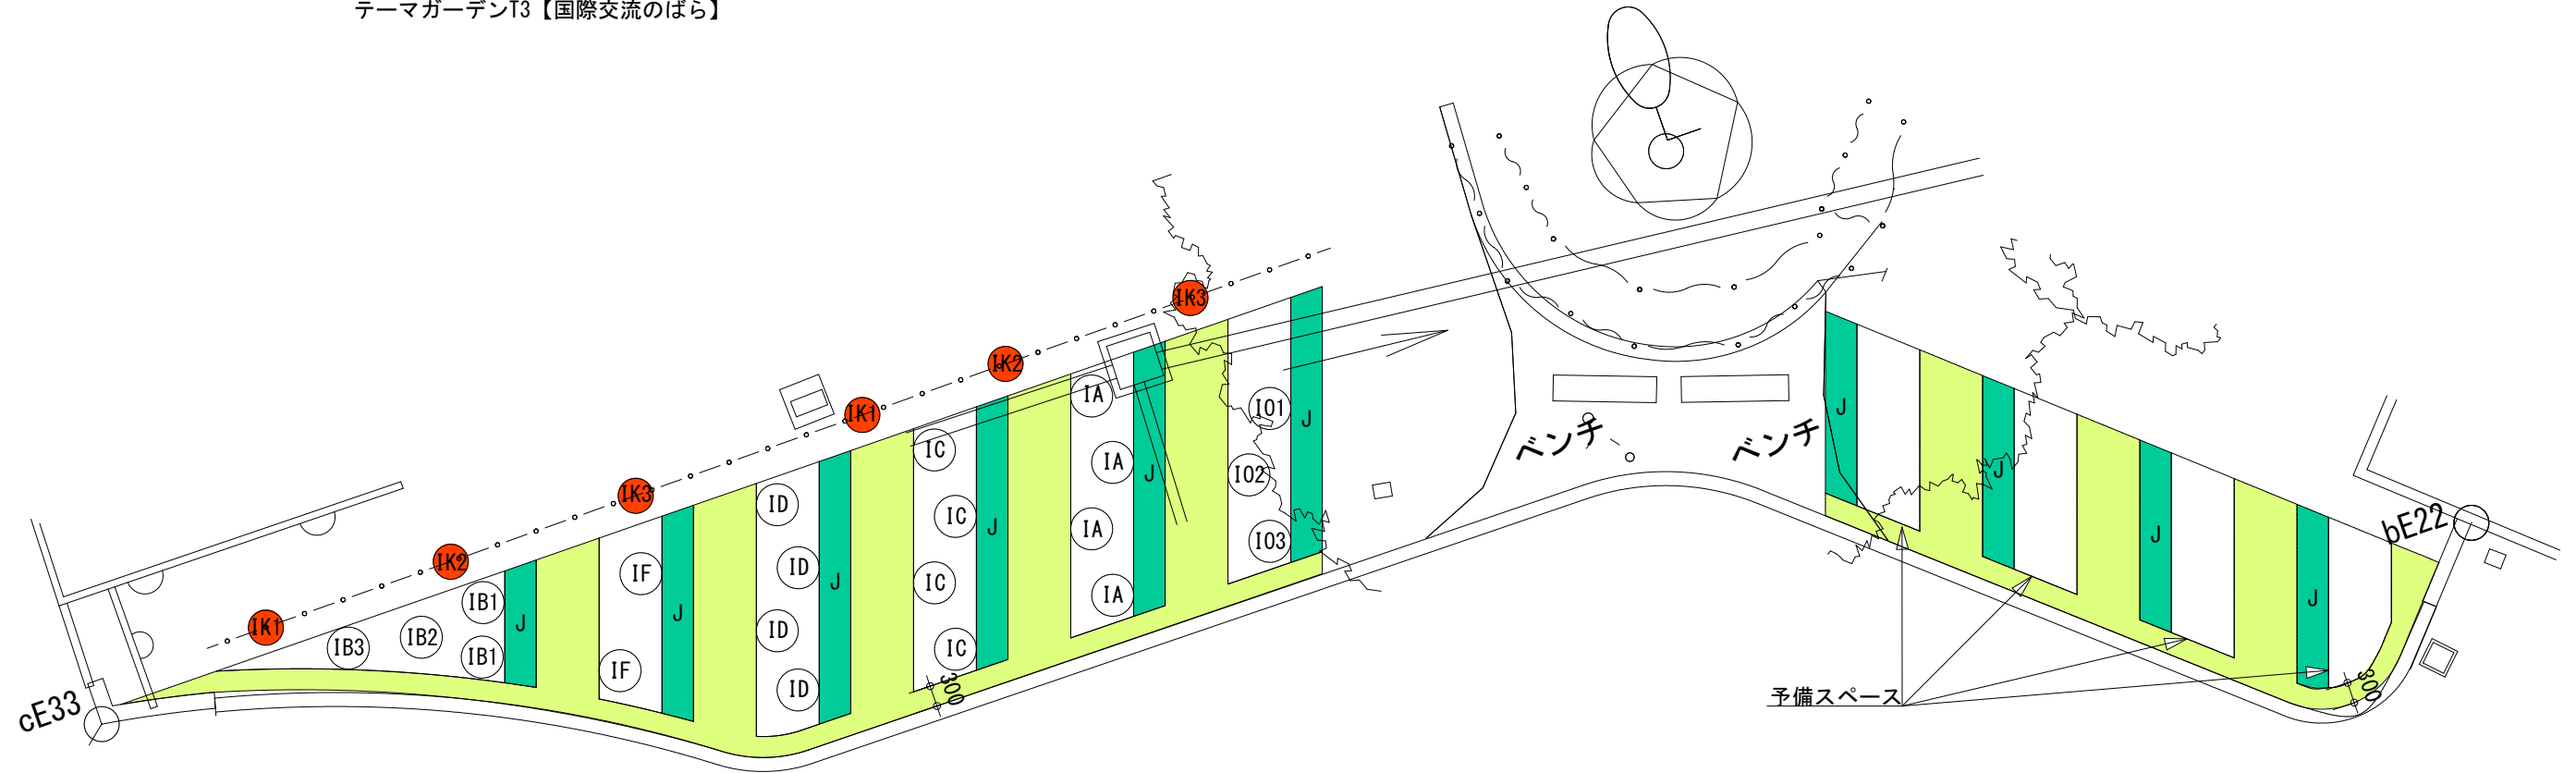 テーマガーデンT3【国際交流のばら】
IK3
IK2
IK1
IK3
IK2
IK1
IB3
IB2
IB1
IB1
J
IF
IF
J
ID
ID
ID
ID
J
IC
IC
IC
IC
J
IA
IA
IA
IA
J
IO1
IO2
IO3
J
ベンチ
ベンチ
J
J
J
J
bE22
cE33
300
300
予備スペース